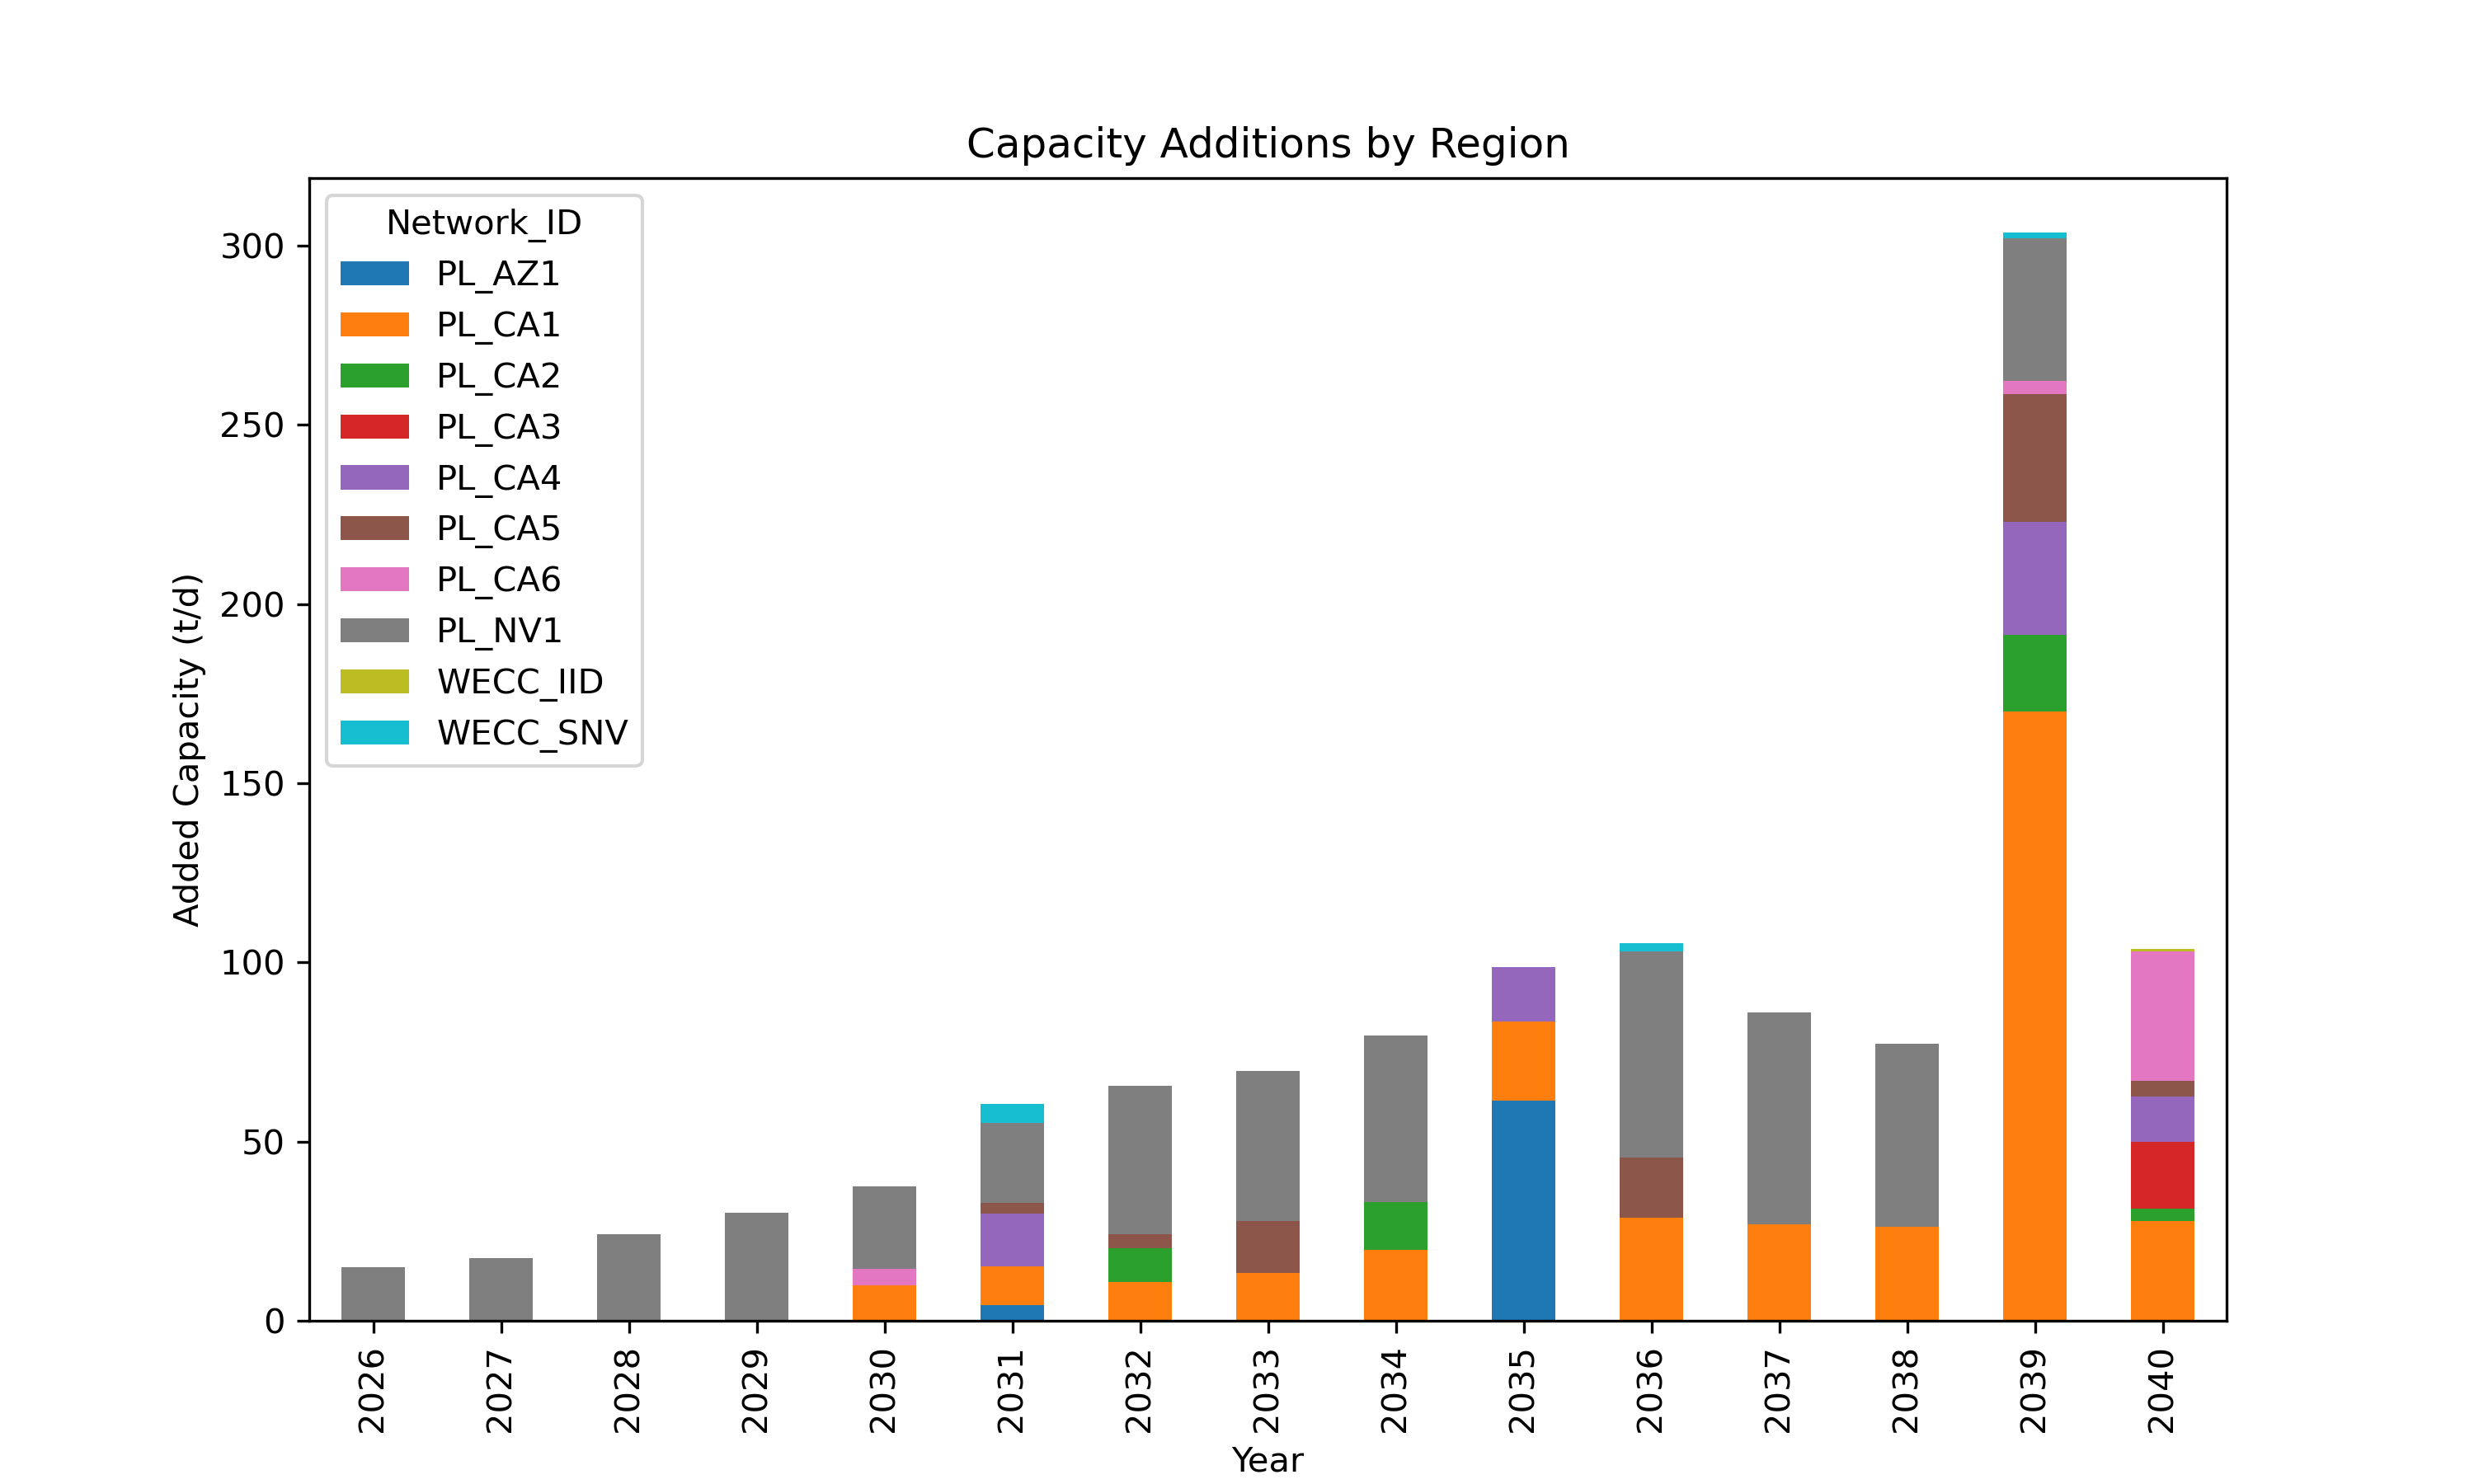 Capacity Additions by Region
Network_ID
PL_AZ1
PL_CA1
PL_CA2
PL_CA3
PL_CA4
PL_CA5
PL_CA6
PL_NV1
WECC_IID
WECC_SNV
Added Capacity (t/d)
300
250
200
150
100
50
0
2026
2027
2028
2029
2030
2031
2032
2033
2034
2035
2036
2037
2038
2039
2040
Year